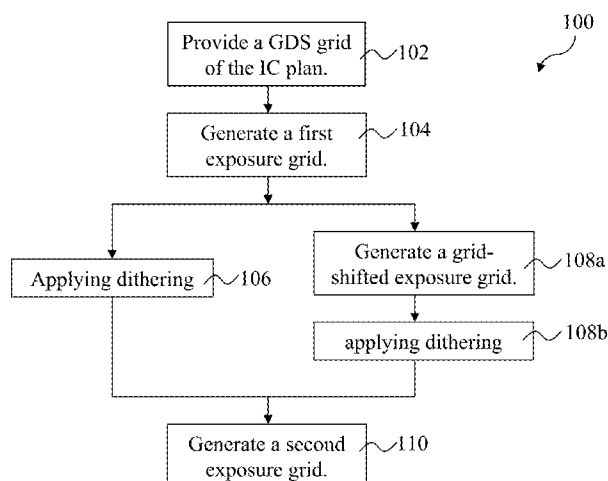 100
Provide a GDS grid
of the IC plan.
102
Generate a first
exposure grid.
104
Applying dithering
106
Generate a grid-
shifted exposure grid.
108a
applying dithering
108b
Generate a second
exposure grid.
110